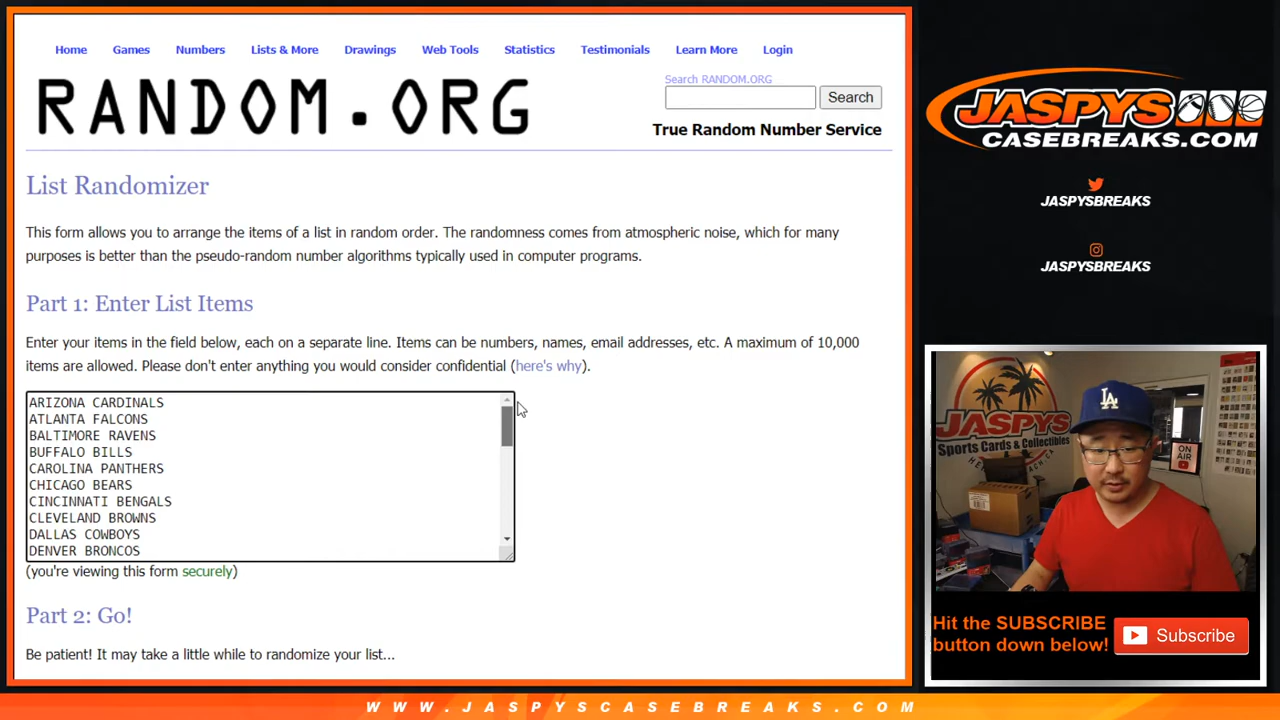 Home Games Numbers Lists & More Drawings Web Tools Statistics Testimonials Learn More Login
RANDOM.ORG
Search RANDOM.ORG
Search
True Random Number Service
List Randomizer
This form allows you to arrange the items of a list in random order. The randomness comes from atmospheric noise, which for many
purposes is better than the pseudo-random number algorithms typically used in computer programs.
Part 1: Enter List Items
Enter your items in the field below, each on a separate line. Items can be numbers, names, email addresses, etc. A maximum of 10,000
items are allowed. Please don't enter anything you would consider confidential (here's why).
ARIZONA CARDINALS
ATLANTA FALCONS
BALTIMORE RAVENS
BUFFALO BILLS
CAROLINA PANTHERS
CHICAGO BEARS
CINCINNATI BENGALS
CLEVELAND BROWNS
DALLAS COWBOYS
DENVER BRONCOS
(you're viewing this form securely)
Part 2: Go!
Be patient! It may take a little while to randomize your list...
JASPYS
CASEBREAKS.COM
JASPYSBREAKS
JASPYSBREAKS
JASPYS
Sports Cards & Collectibles
LA
ON
AIR
Hit the SUBSCRIBE
button down below!
Subscribe
WWW.JASPYSCASEBREAKS.COM